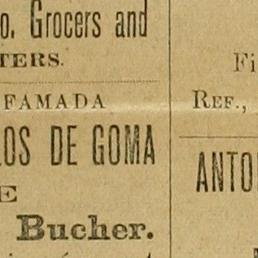 o. Grocers and
TERS.
FAMADA
LOS DE GOMA
E
Bucher.
Fi
REF.,
ANTO